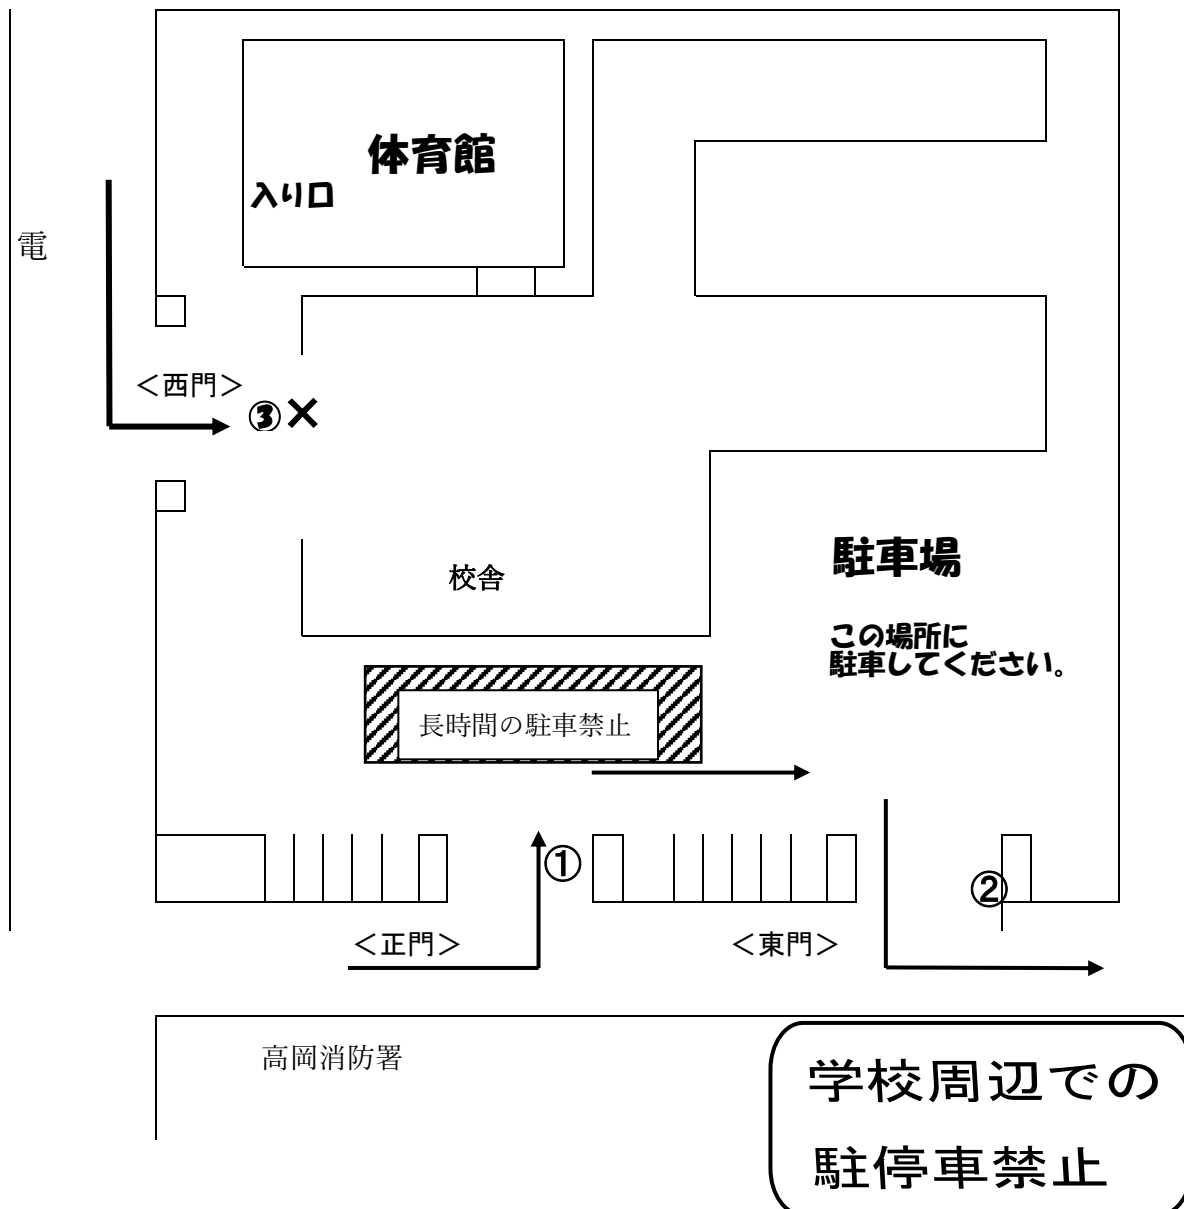 体育館
入り口
電
＜西門＞
③×
校舎
駐車場
この場所に
駐車してください。
長時間の駐車禁止
①
②
＜正門＞
＜東門＞
高岡消防署
学校周辺での
駐停車禁止